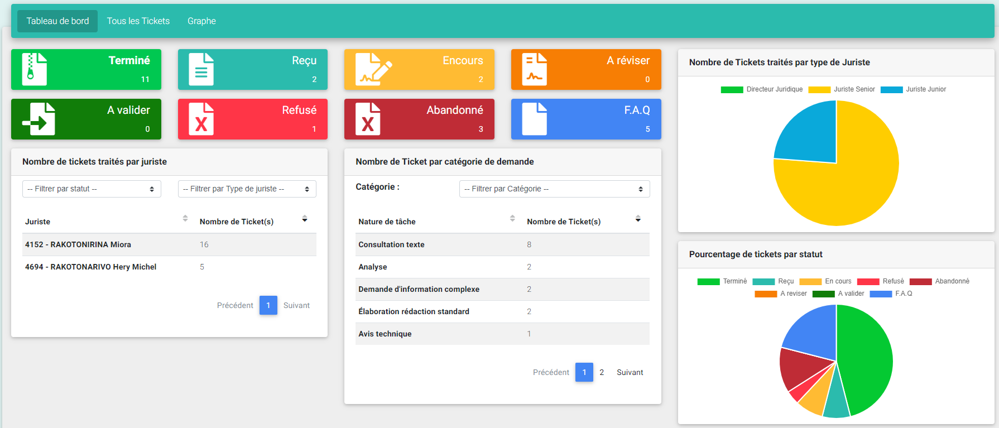 Tableau de bord
Tous les Tickets
Graphe
Terminé
11
Reçu
2
Encours
2
A réviser
0
A valider
0
Refusé
1
Abandonné
3
F.A.Q
5
Nombre de tickets traités par juriste
-- Filtrer par statut --
-- Filtrer par Type de juriste --
Juriste
Nombre de Ticket(s)
4152 - RAKOTONIRINA Miora
16
4694 - RAKOTONARIVO Hery Michel
5
Précédent
1
Suivant
Nombre de Ticket par catégorie de demande
Catégorie :
-- Filtrer par Catégorie --
Nature de tâche
Nombre de Ticket(s)
Consultation texte
8
Analyse
2
Demande d'information complexe
2
Élaboration rédaction standard
2
Avis technique
1
Précédent
1
2
Suivant
Nombre de Tickets traités par type de Juriste
Directeur Juridique
Juriste Senior
Juriste Junior
Pourcentage de tickets par statut
Terminé
Reçu
En cours
Refusé
Abandonné
A reviser
A valider
F.A.Q